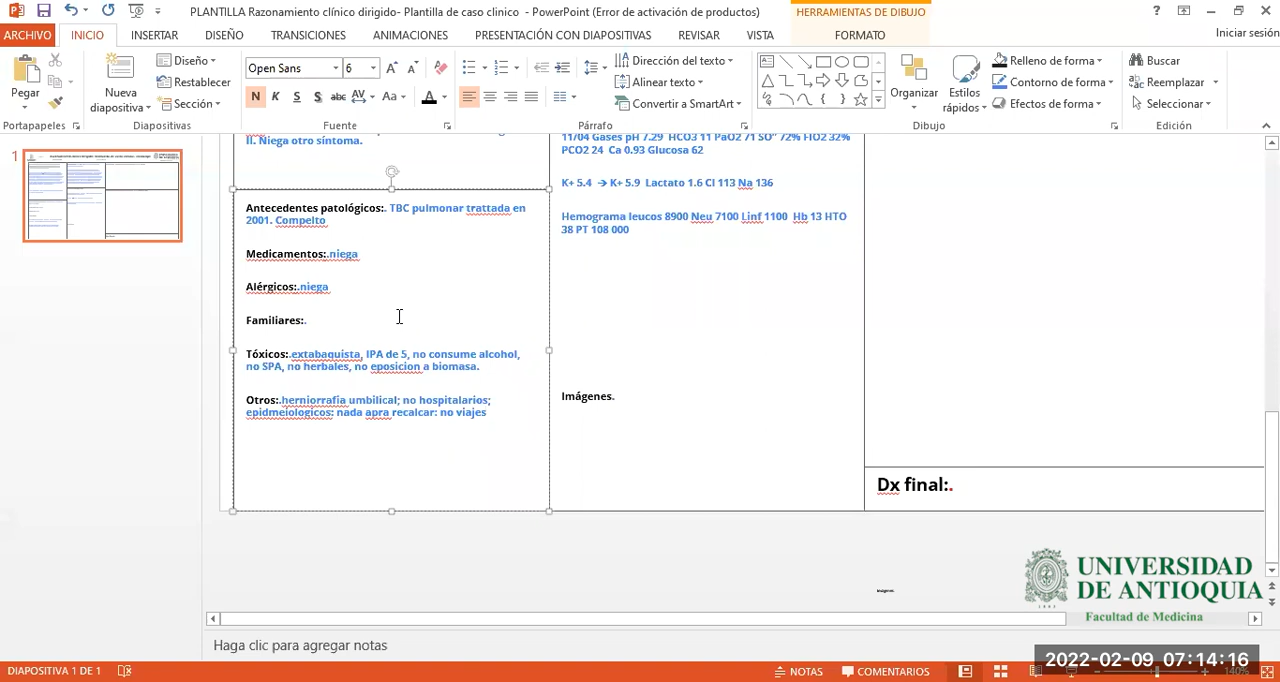 PLANTILLA Razonamiento clínico dirigido- Plantilla de caso clinico - PowerPoint (Error de activación de productos)
HERRAMIENTAS DE DIBUJO
ARCHIVO INICIO INSERTAR DISEÑO TRANSICIONES ANIMACIONES PRESENTACIÓN CON DIAPOSITIVAS REVISAR VISTA FORMATO
Iniciar sesión
Pegar
Nueva diapositiva
Diseño
Restablecer
Sección
Open Sans 6
N K S S abc AV Aa A
Dirección del texto
Alinear texto
Convertir a SmartArt
Organizar
Estilos rápidos
Relleno de forma
Contorno de forma
Efectos de forma
Buscar
Reemplazar
Seleccionar
Portapapeles Diapositivas Fuente Párrafo Dibujo Edición
1
II. Niega otro síntoma.
Antecedentes patológicos:. TBC pulmonar trattada en
2001. Compelto
Medicamentos:.niega
Alérgicos:.niega
Familiares:.
Tóxicos:.extabaquista, IPA de 5, no consume alcohol,
no SPA, no herbales, no eposicion a biomasa.
Otros:.herniorrafia umbilical; no hospitalarios;
epidmeiologicos: nada apra recalcar: no viajes
11/04 Gases pH 7.29 HCO3 11 PaO2 71 SO" 72% FIO2 32%
PCO2 24 Ca 0.93 Glucosa 62
K+ 5.4 → K+ 5.9 Lactato 1.6 Cl 113 Na 136
Hemograma leucos 8900 Neu 7100 Linf 1100 Hb 13 HTO
38 PT 108 000
Imágenes.
Dx final:.
Imágenes.
UNIVERSIDAD
DE ANTIOQUIA
1803
Facultad de Medicina
Haga clic para agregar notas
DIAPOSITIVA 1 DE 1
NOTAS
COMENTARIOS
2022-02-09 07:14:16
140%